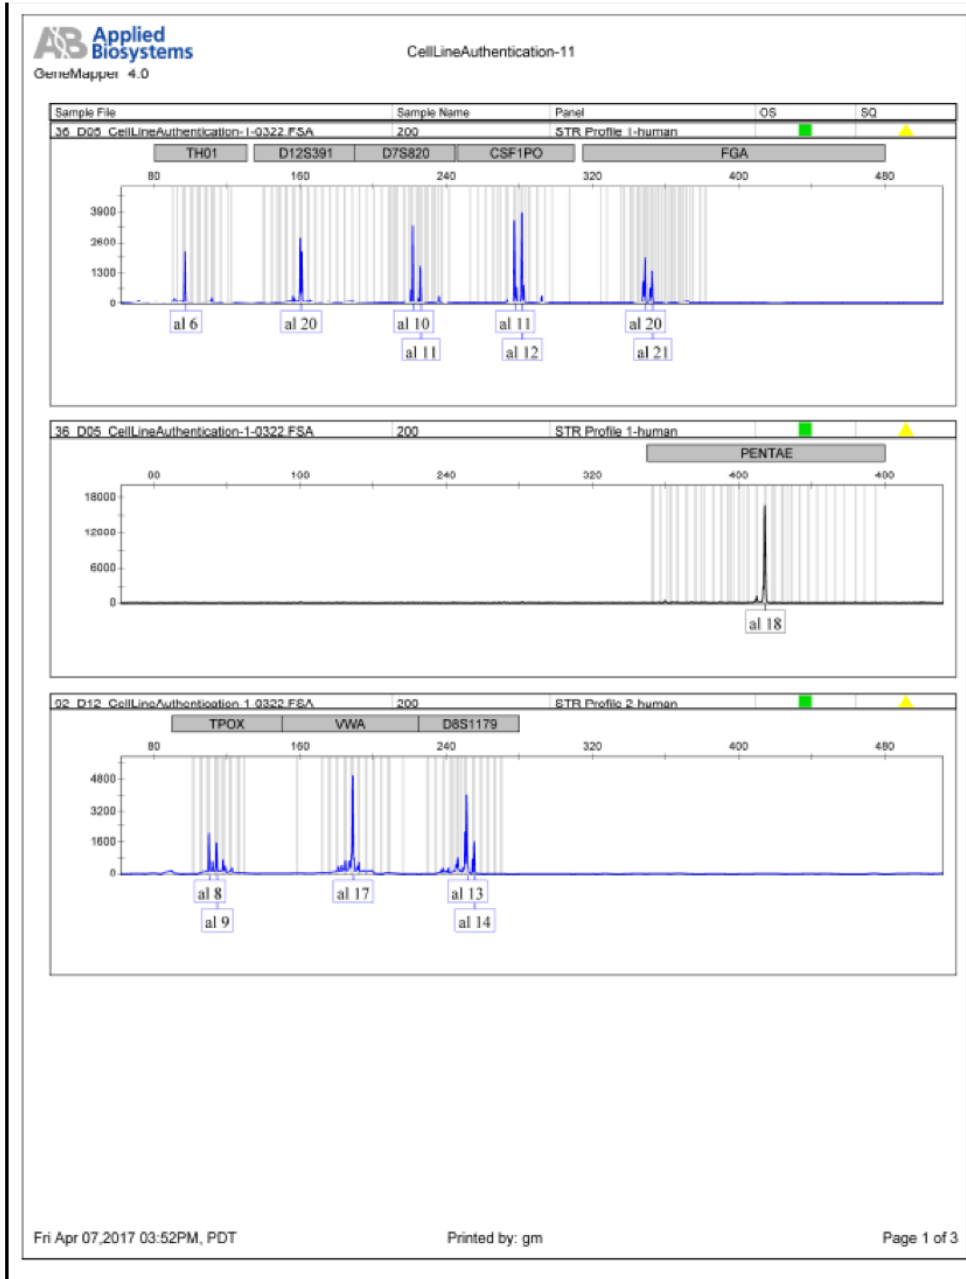 AB Applied Biosystems
CellLineAuthentication-11
GeneMapper 4.0
Sample File Sample Name Panel OS SQ
36_D05_CellLineAuthentication-1-0322.FSA 200 STR Profile 1-human
TH01 D12S391 D7S820 CSF1PO FGA
80 160 240 320 400 480
3900
2600
1300
0
al 6 al 20 al 10 al 11 al 20
al 11 al 12 al 21
36_D05_CellLineAuthentication-1-0322.FSA 200 STR Profile 1-human
PENTAE
240 320 400
18000
12000
6000
0
al 18
D12_CellLineAuthentication-1-0322.FSA 200 STR Profile 2-human
TPOX VWA D8S1179
80 160 240 320 400 480
4800
3200
1600
0
al 8 al 17 al 13
al 9 al 14
Fri Apr 07,2017 03:52PM, PDT Printed by: gm Page 1 of 3